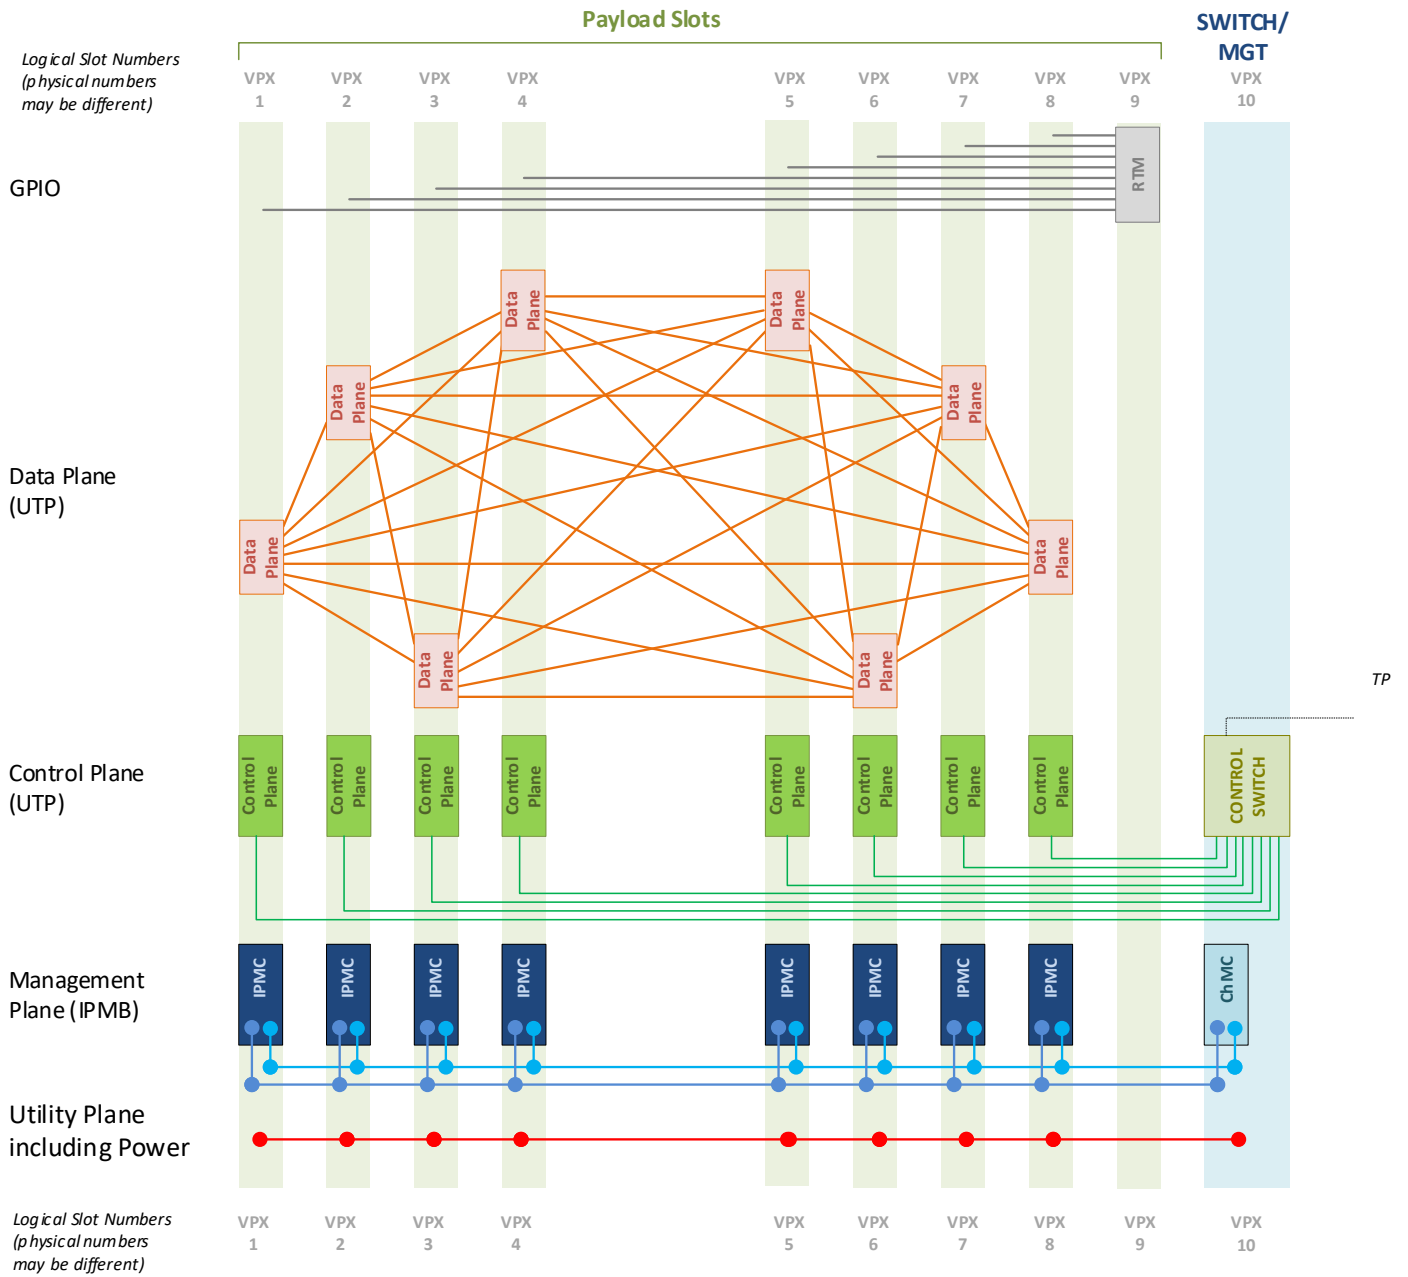 Payload Slots
SWITCH/
MGT
Logical Slot Numbers
(physical numbers
may be different)
VPX
1
VPX
2
VPX
3
VPX
4
VPX
5
VPX
6
VPX
7
VPX
8
VPX
9
VPX
10
GPIO
RTM
Data Plane
(UTP)
Data
Plane
Data
Plane
Data
Plane
Data
Plane
Data
Plane
Data
Plane
Data
Plane
Data
Plane
TP
Control Plane
(UTP)
Control
Plane
Control
Plane
Control
Plane
Control
Plane
Control
Plane
Control
Plane
Control
Plane
Control
Plane
CONTROL
SWITCH
Management
Plane (IPMB)
IPMC
IPMC
IPMC
IPMC
IPMC
IPMC
IPMC
IPMC
ChMC
Utility Plane
including Power
Logical Slot Numbers
(physical numbers
may be different)
VPX
1
VPX
2
VPX
3
VPX
4
VPX
5
VPX
6
VPX
7
VPX
8
VPX
9
VPX
10